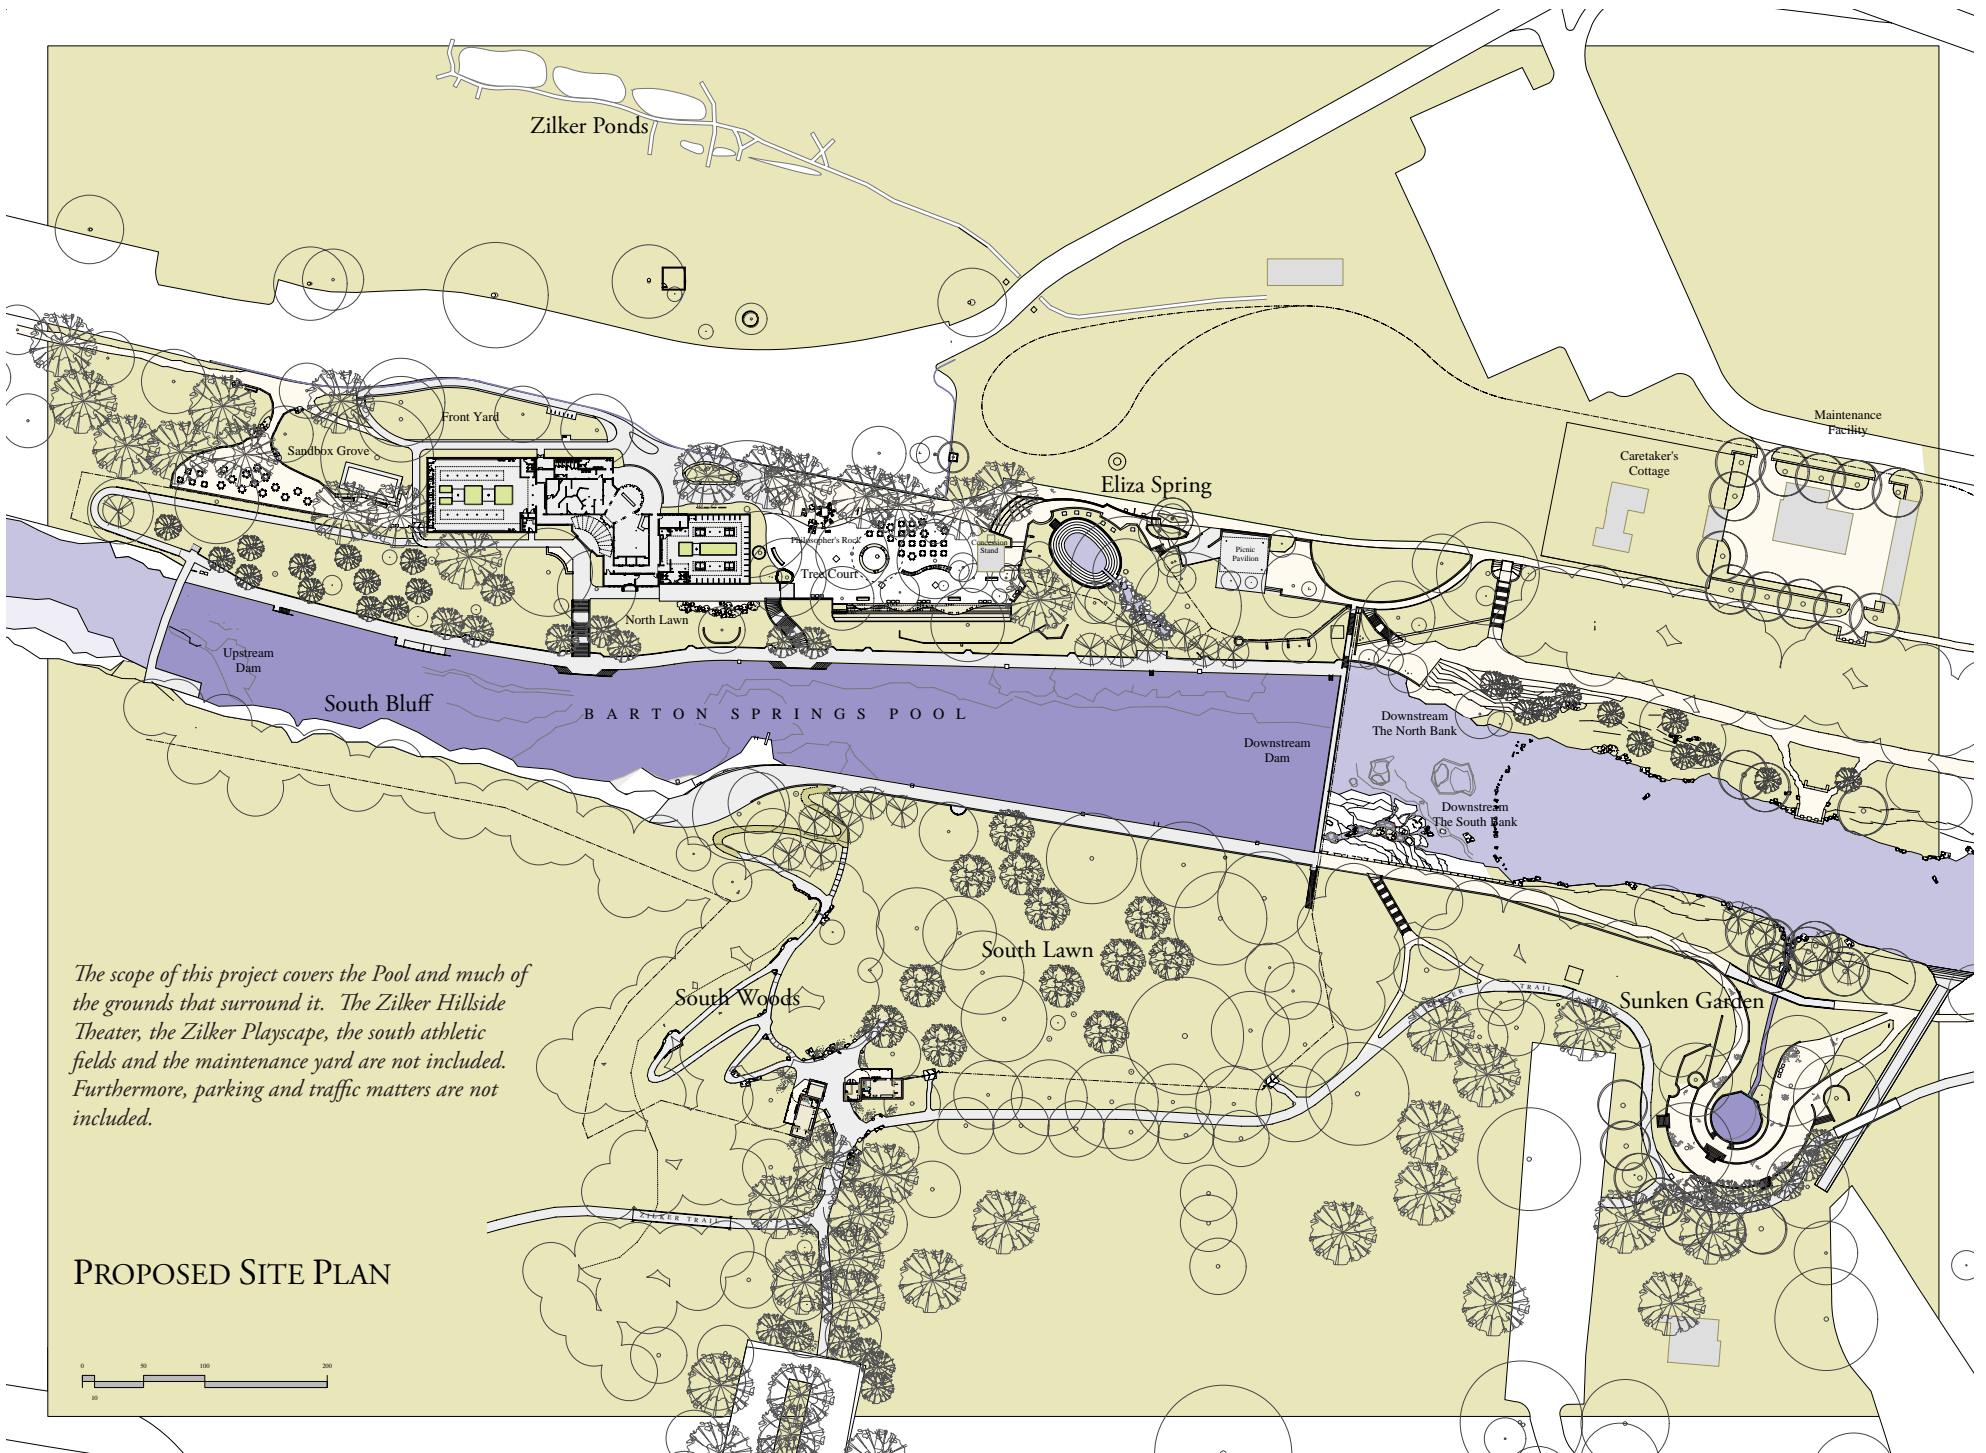 Zilker Ponds
Front Yard
Sandbox Grove
Maintenance
Facility
Caretaker's
Cottage
Eliza Spring
Philosopher's Rock
Concession
Stand
Picnic
Pavilion
Tree Court
North Lawn
Upstream
Dam
South Bluff
BARTON SPRINGS POOL
Downstream
The North Bank
Downstream
Dam
Downstream
The South Bank
South Lawn
South Woods
TRAIL
Sunken Garden
The scope of this project covers the Pool and much of
the grounds that surround it. The Zilker Hillside
Theater, the Zilker Playscape, the south athletic
fields and the maintenance yard are not included.
Furthermore, parking and traffic matters are not
included.
ZILKER TRAIL
PROPOSED SITE PLAN
0 50 100 200
10